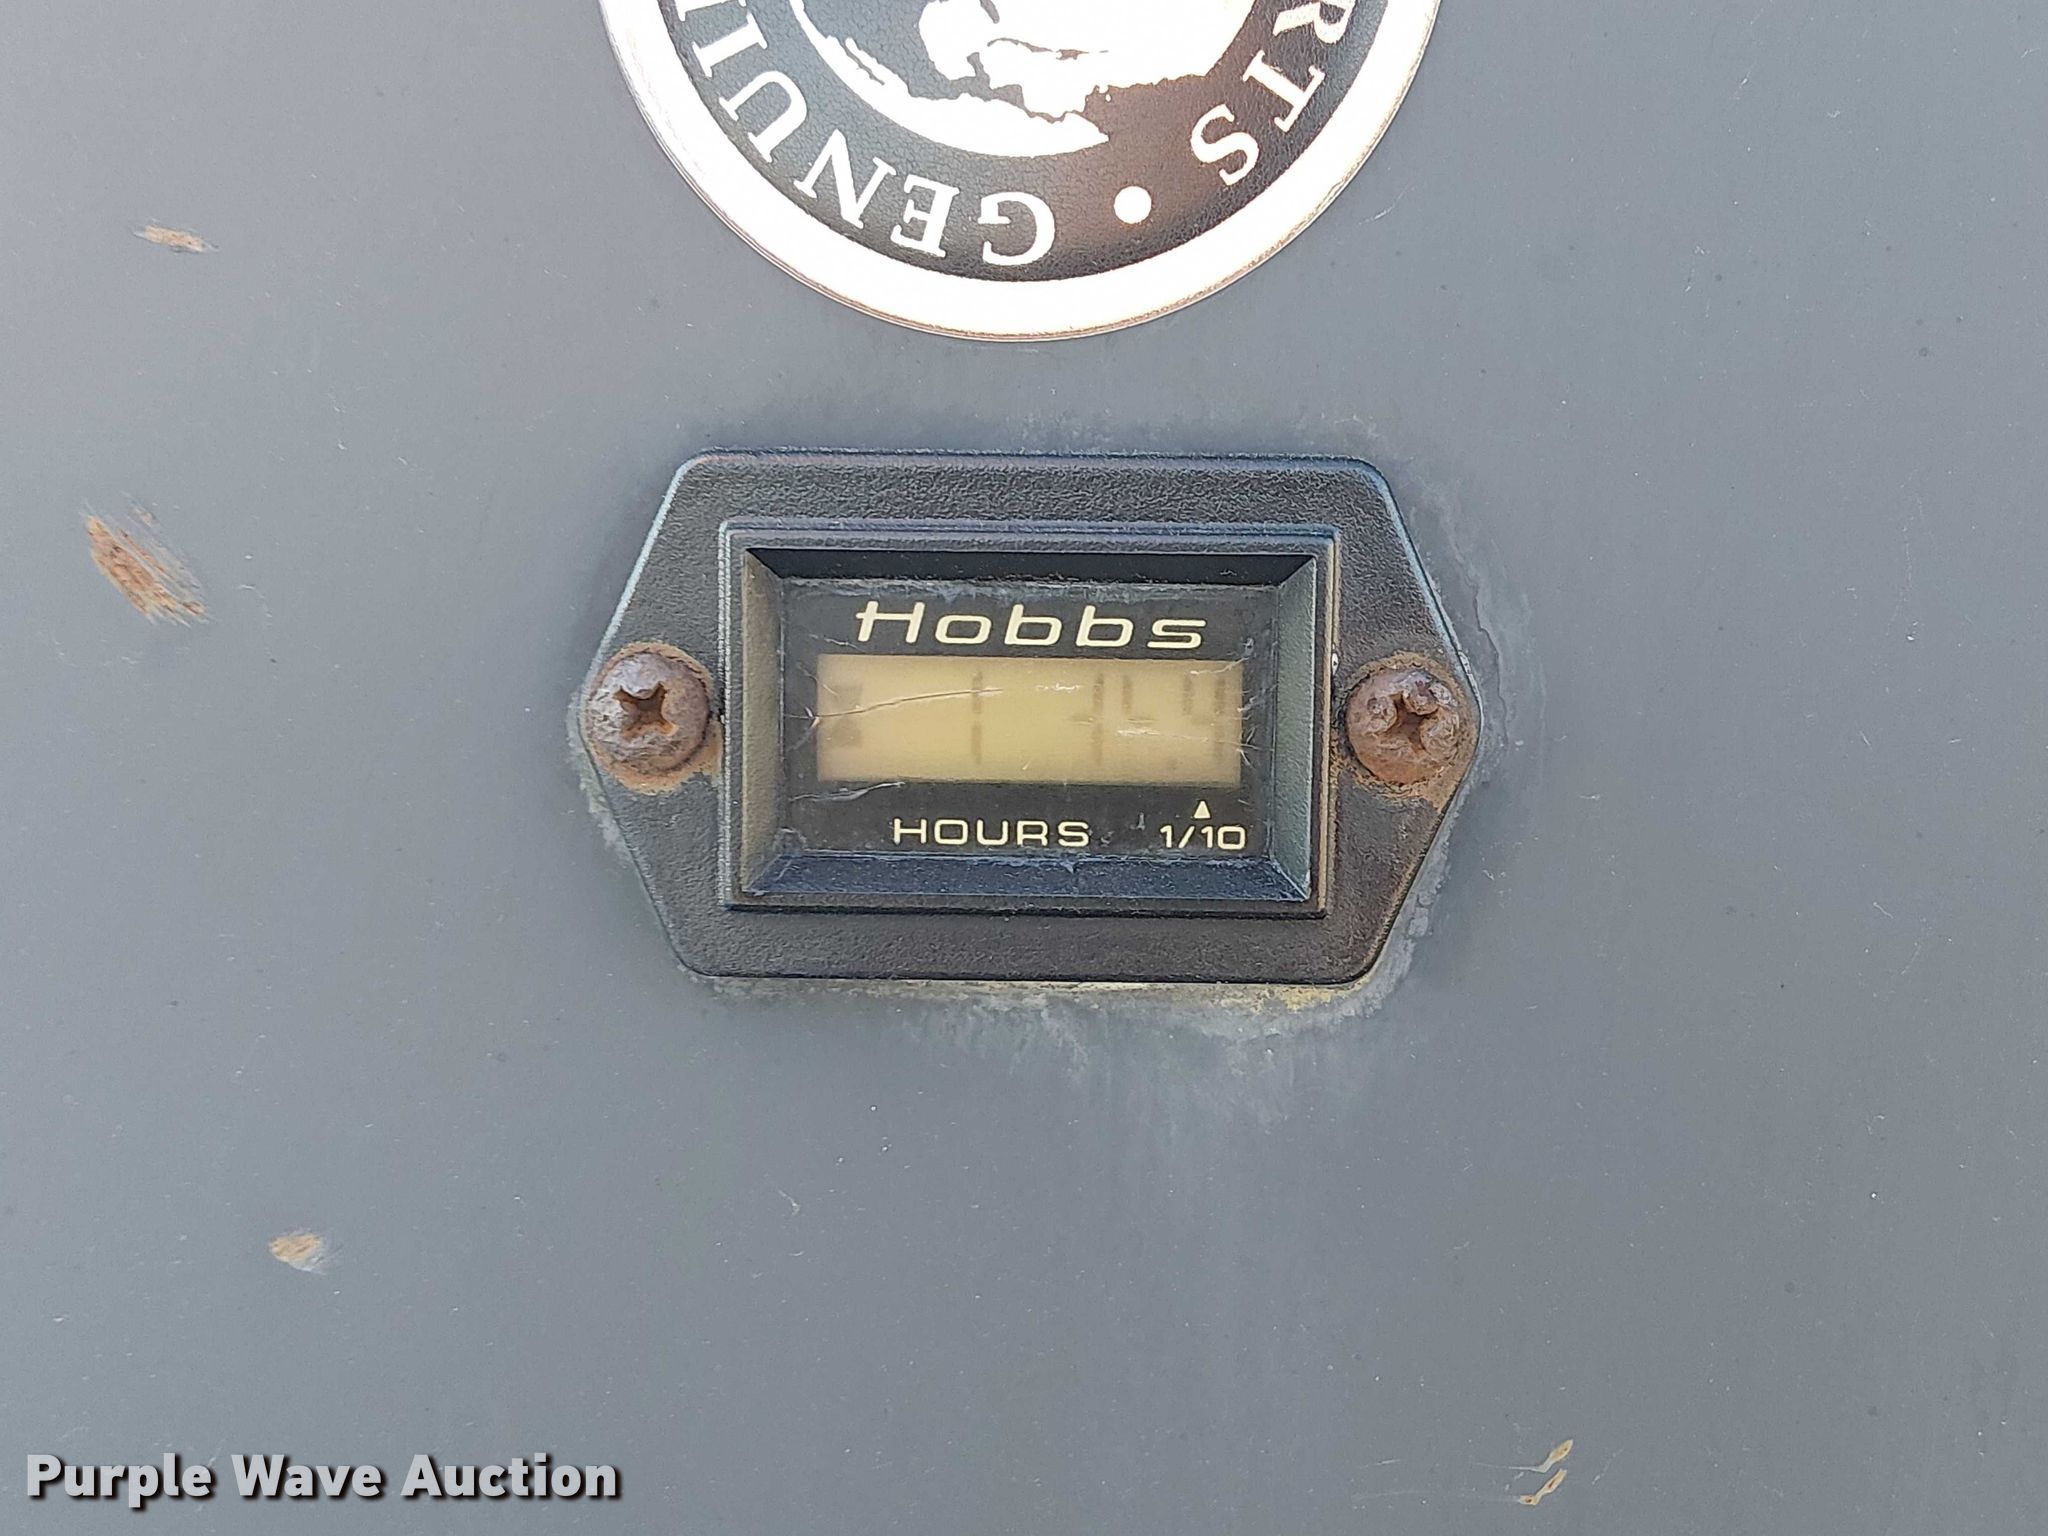 GENUI
RTS •
Hobbs
HOURS 1/10
Purple Wave Auction